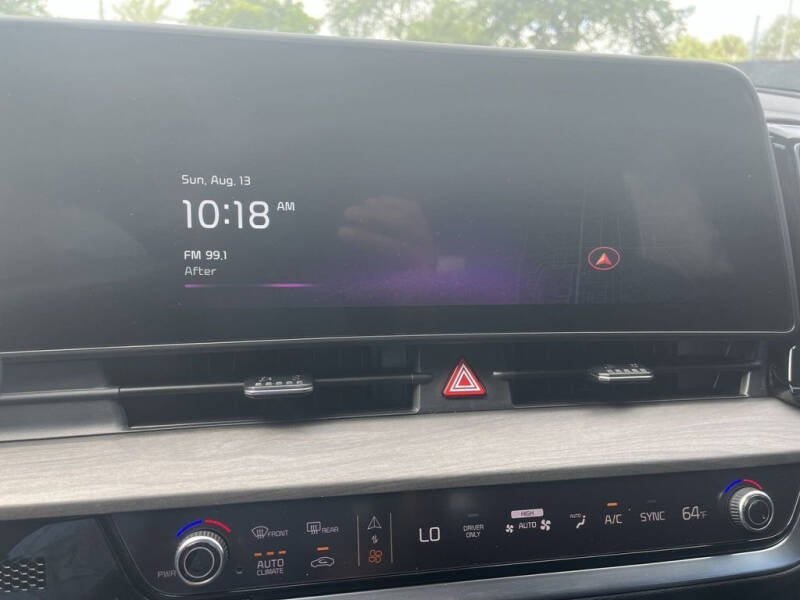 Sun, Aug, 13
10:18 AM
FM 99.1
After
PWR
FRONT
REAR
AUTO
CLIMATE
LO
DRIVER
ONLY
HIGH
AUTO
AUTO
A/C
SYNC
64°F